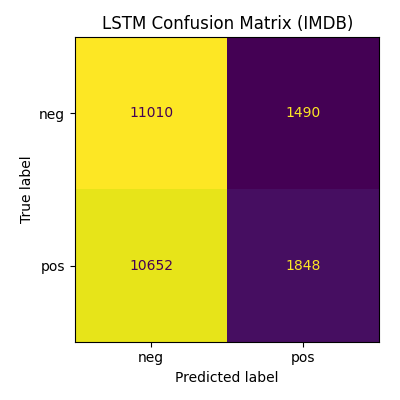 LSTM Confusion Matrix (IMDB)
neg
11010
1490
True label
pos
10652
1848
neg
pos
Predicted label